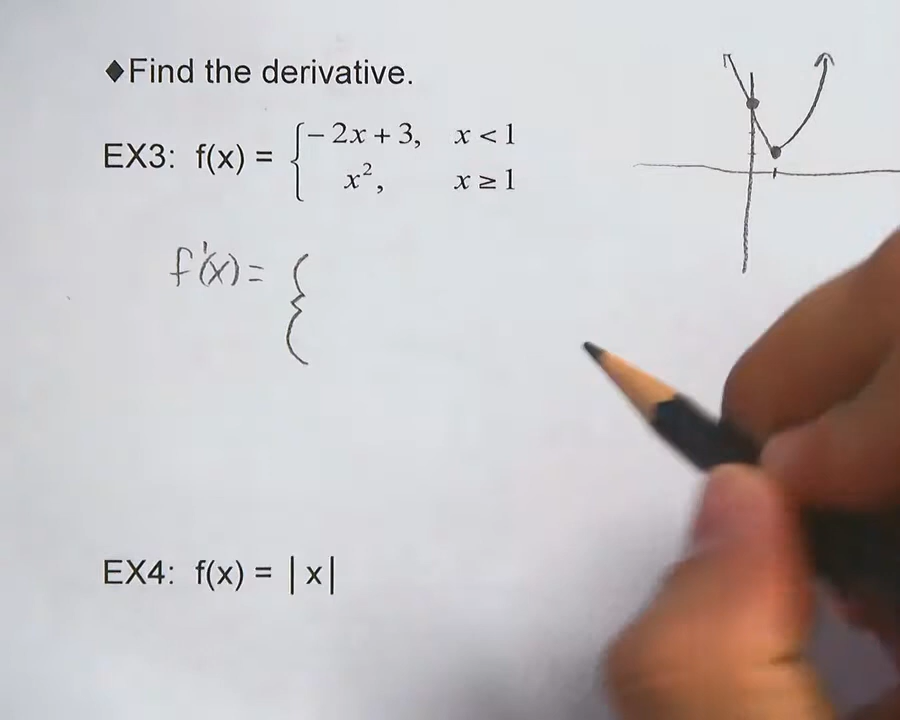 ♦Find the derivative.
EX3: f(x) = { -2x + 3, x < 1
x², x ≥ 1
f'(x) = {
EX4: f(x) = | x |